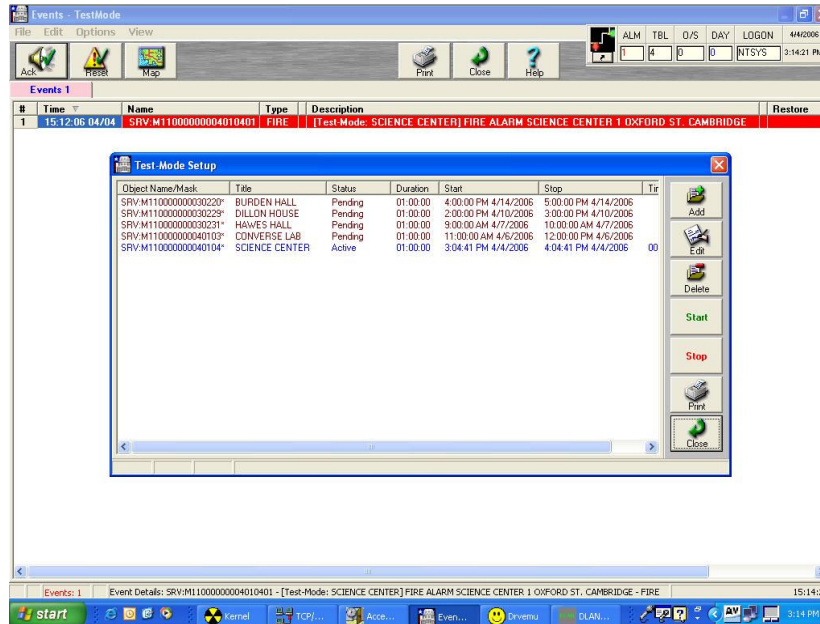 Events - TestMode
File Edit Options View
ALM TBL O/S DAY LOGON 4/4/2006
1 4 0 0 NTSYS 3:14:21 PM
Ack Reset Map Print Close Help
Events 1
# Time Name Type Description Restore
1 15:12:06 04/04 SRV:M11000000004010401 FIRE [Test-Mode: SCIENCE CENTER] FIRE ALARM SCIENCE CENTER 1 OXFORD ST. CAMBRIDGE
Test-Mode Setup
Object Name/Mask Title Status Duration Start Stop Tir
SRV:M110000000030220* BURDEN HALL Pending 01:00:00 4:00:00 PM 4/14/2006 5:00:00 PM 4/14/2006
SRV:M110000000030229* DILLON HOUSE Pending 01:00:00 2:00:00 PM 4/10/2006 3:00:00 PM 4/10/2006
SRV:M110000000030231* HAWES HALL Pending 01:00:00 9:00:00 AM 4/7/2006 10:00:00 AM 4/7/2006
SRV:M110000000040103* CONVERSE LAB Pending 01:00:00 11:00:00 AM 4/6/2006 12:00:00 PM 4/6/2006
SRV:M110000000040104* SCIENCE CENTER Active 01:00:00 3:04:41 PM 4/4/2006 4:04:41 PM 4/4/2006 00
Add
Edit
Delete
Start
Stop
Print
Close
Events: 1 Event Details: SRV:M11000000004010401 - [Test-Mode: SCIENCE CENTER] FIRE ALARM SCIENCE CENTER 1 OXFORD ST. CAMBRIDGE - FIRE 15:14:
start Kernel TCP/... Acce... Even... Drvemu DLAN... AV 3:14 PM